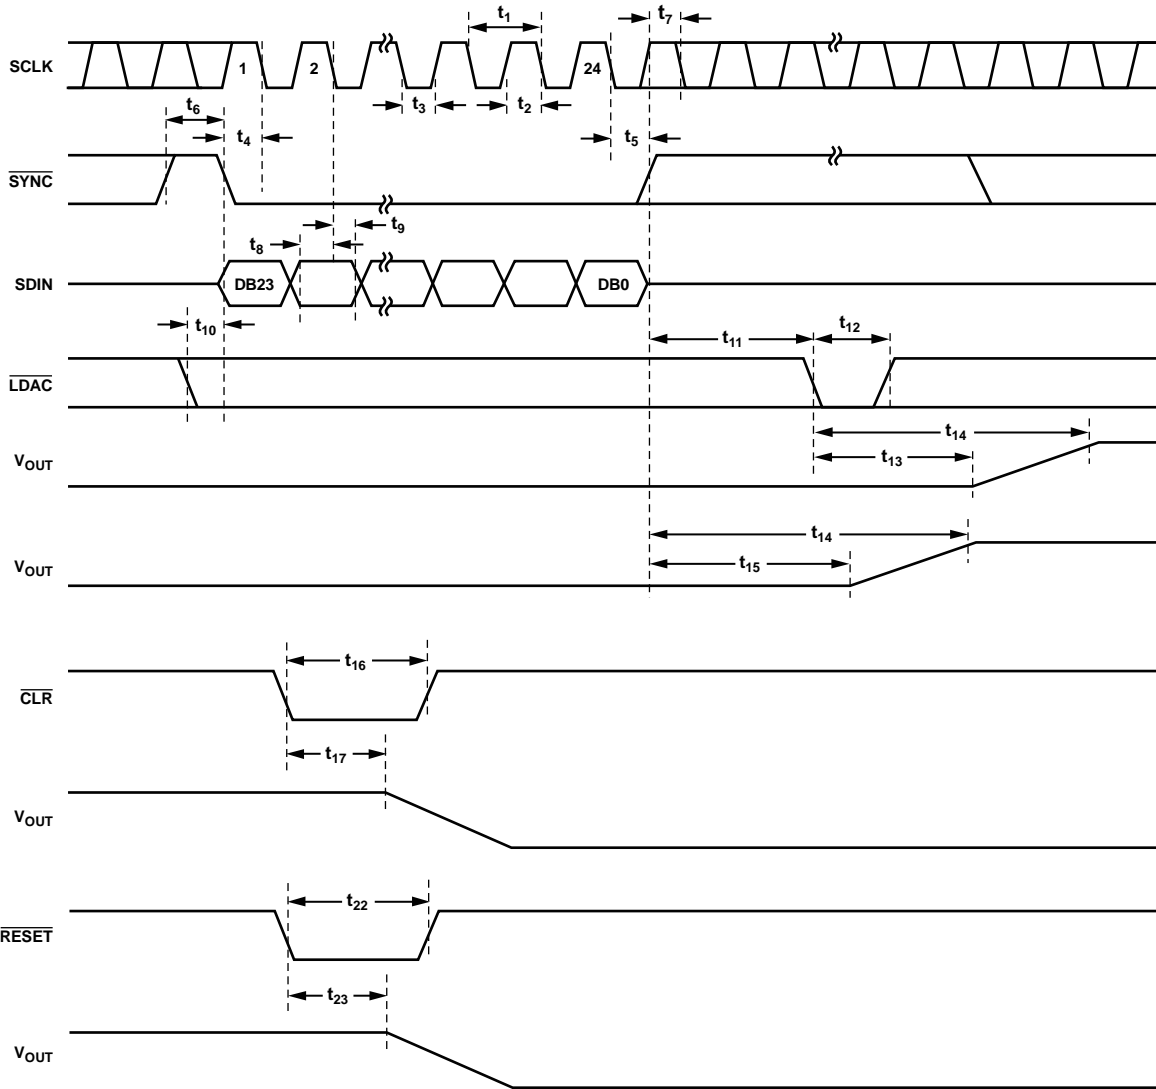 t1 t7
SCLK 1 2 24
t3 t2
t6
t4 t5
SYNC
t9
t8
SDIN DB23 DB0
t10
t11 t12
LDAC
t14
t13
VOUT
t14
t15
VOUT
t16
CLR
t17
VOUT
t22
RESET
t23
VOUT